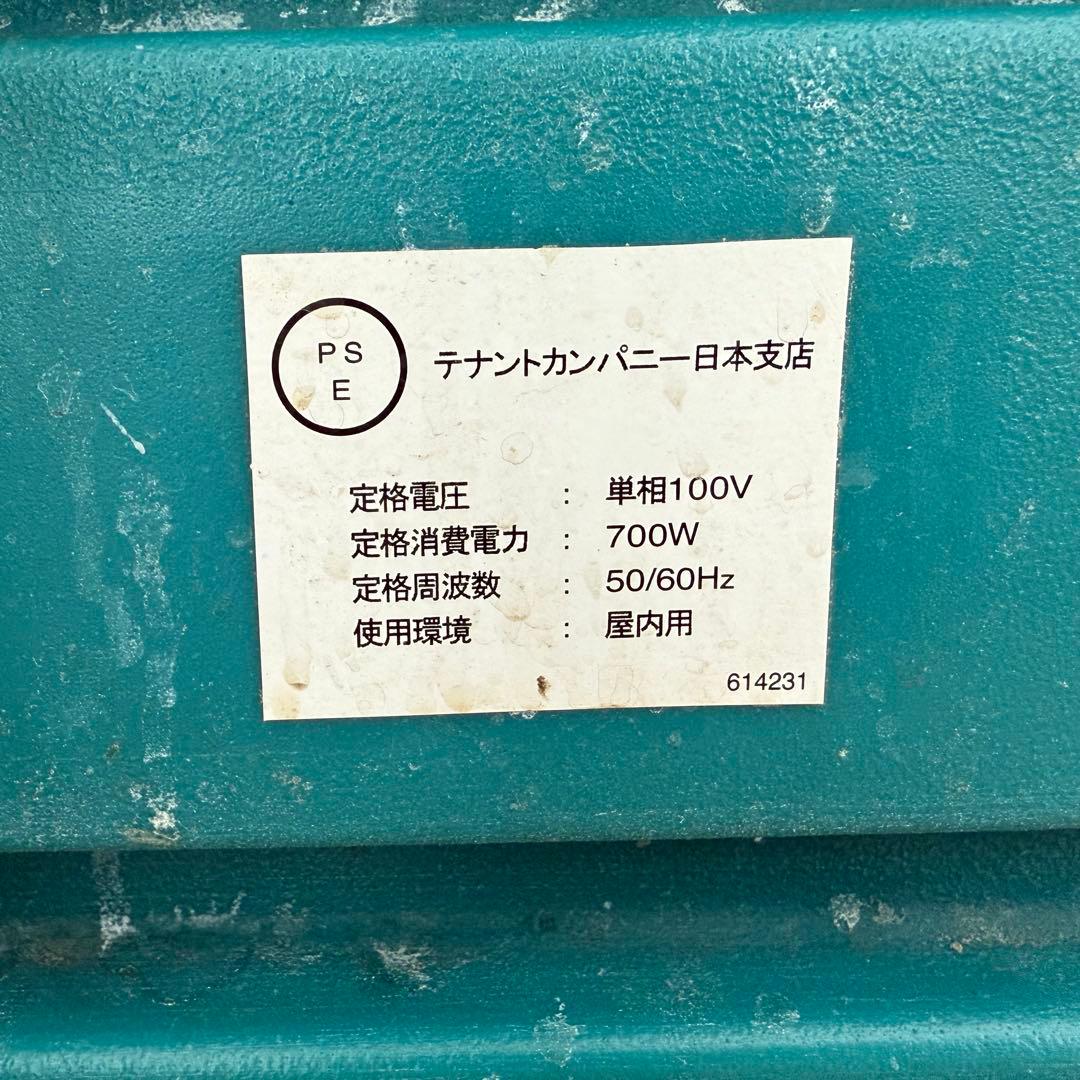 PS
E
テナントカンパニー日本支店
定格電圧 : 単相100V
定格消費電力 : 700W
定格周波数 : 50/60Hz
使用環境 : 屋内用
614231